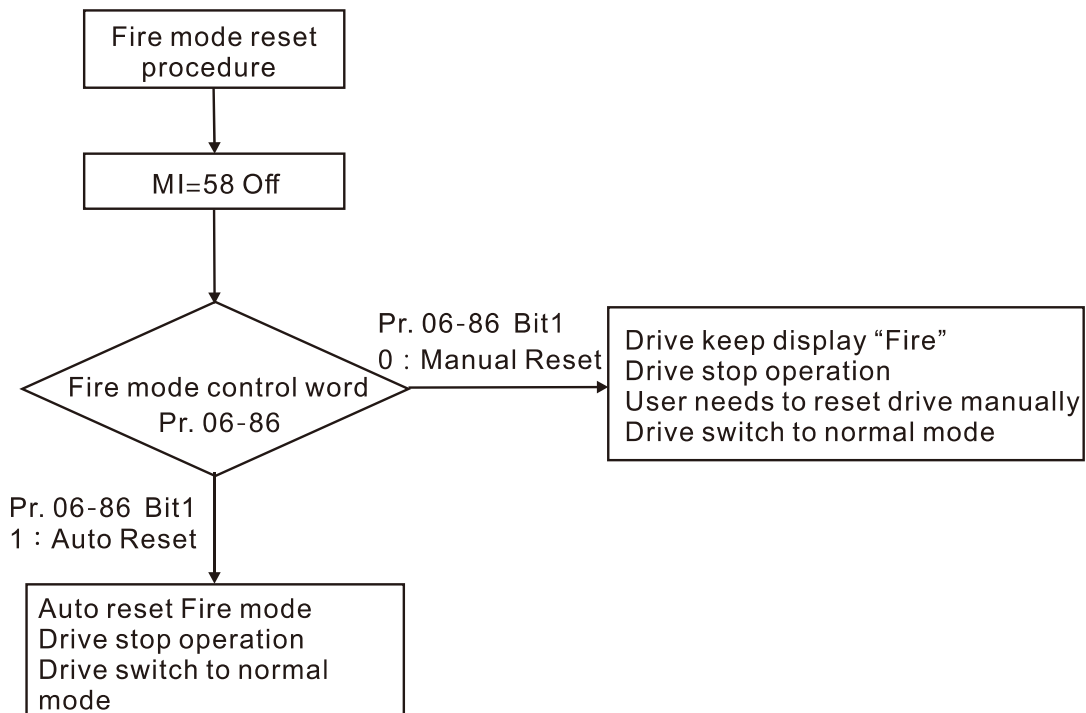 Fire mode reset
procedure
MI=58 Off
Fire mode control word
Pr. 06-86
Pr. 06-86 Bit1
0 : Manual Reset
Drive keep display “Fire”
Drive stop operation
User needs to reset drive manually
Drive switch to normal mode
Pr. 06-86 Bit1
1 : Auto Reset
Auto reset Fire mode
Drive stop operation
Drive switch to normal
mode